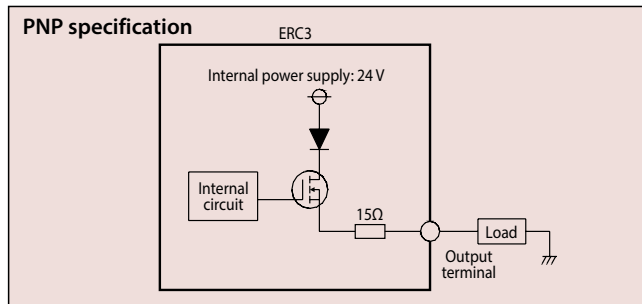 PNP specification
ERC3
Internal power supply: 24 V
Internal
circuit
15Ω
Load
Output
terminal